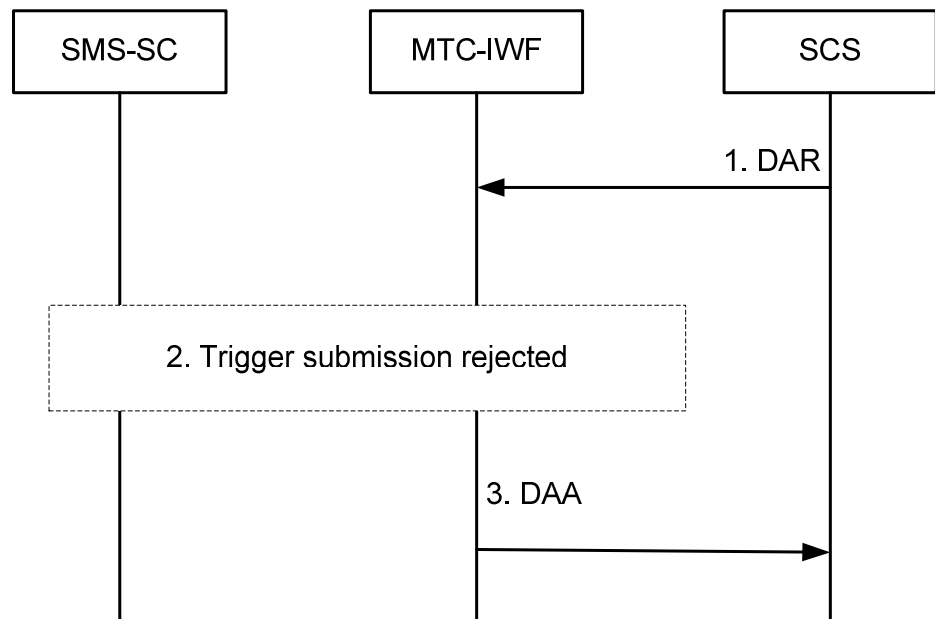 SMS-SC
MTC-IWF
SCS
1. DAR
2. Trigger submission rejected
3. DAA